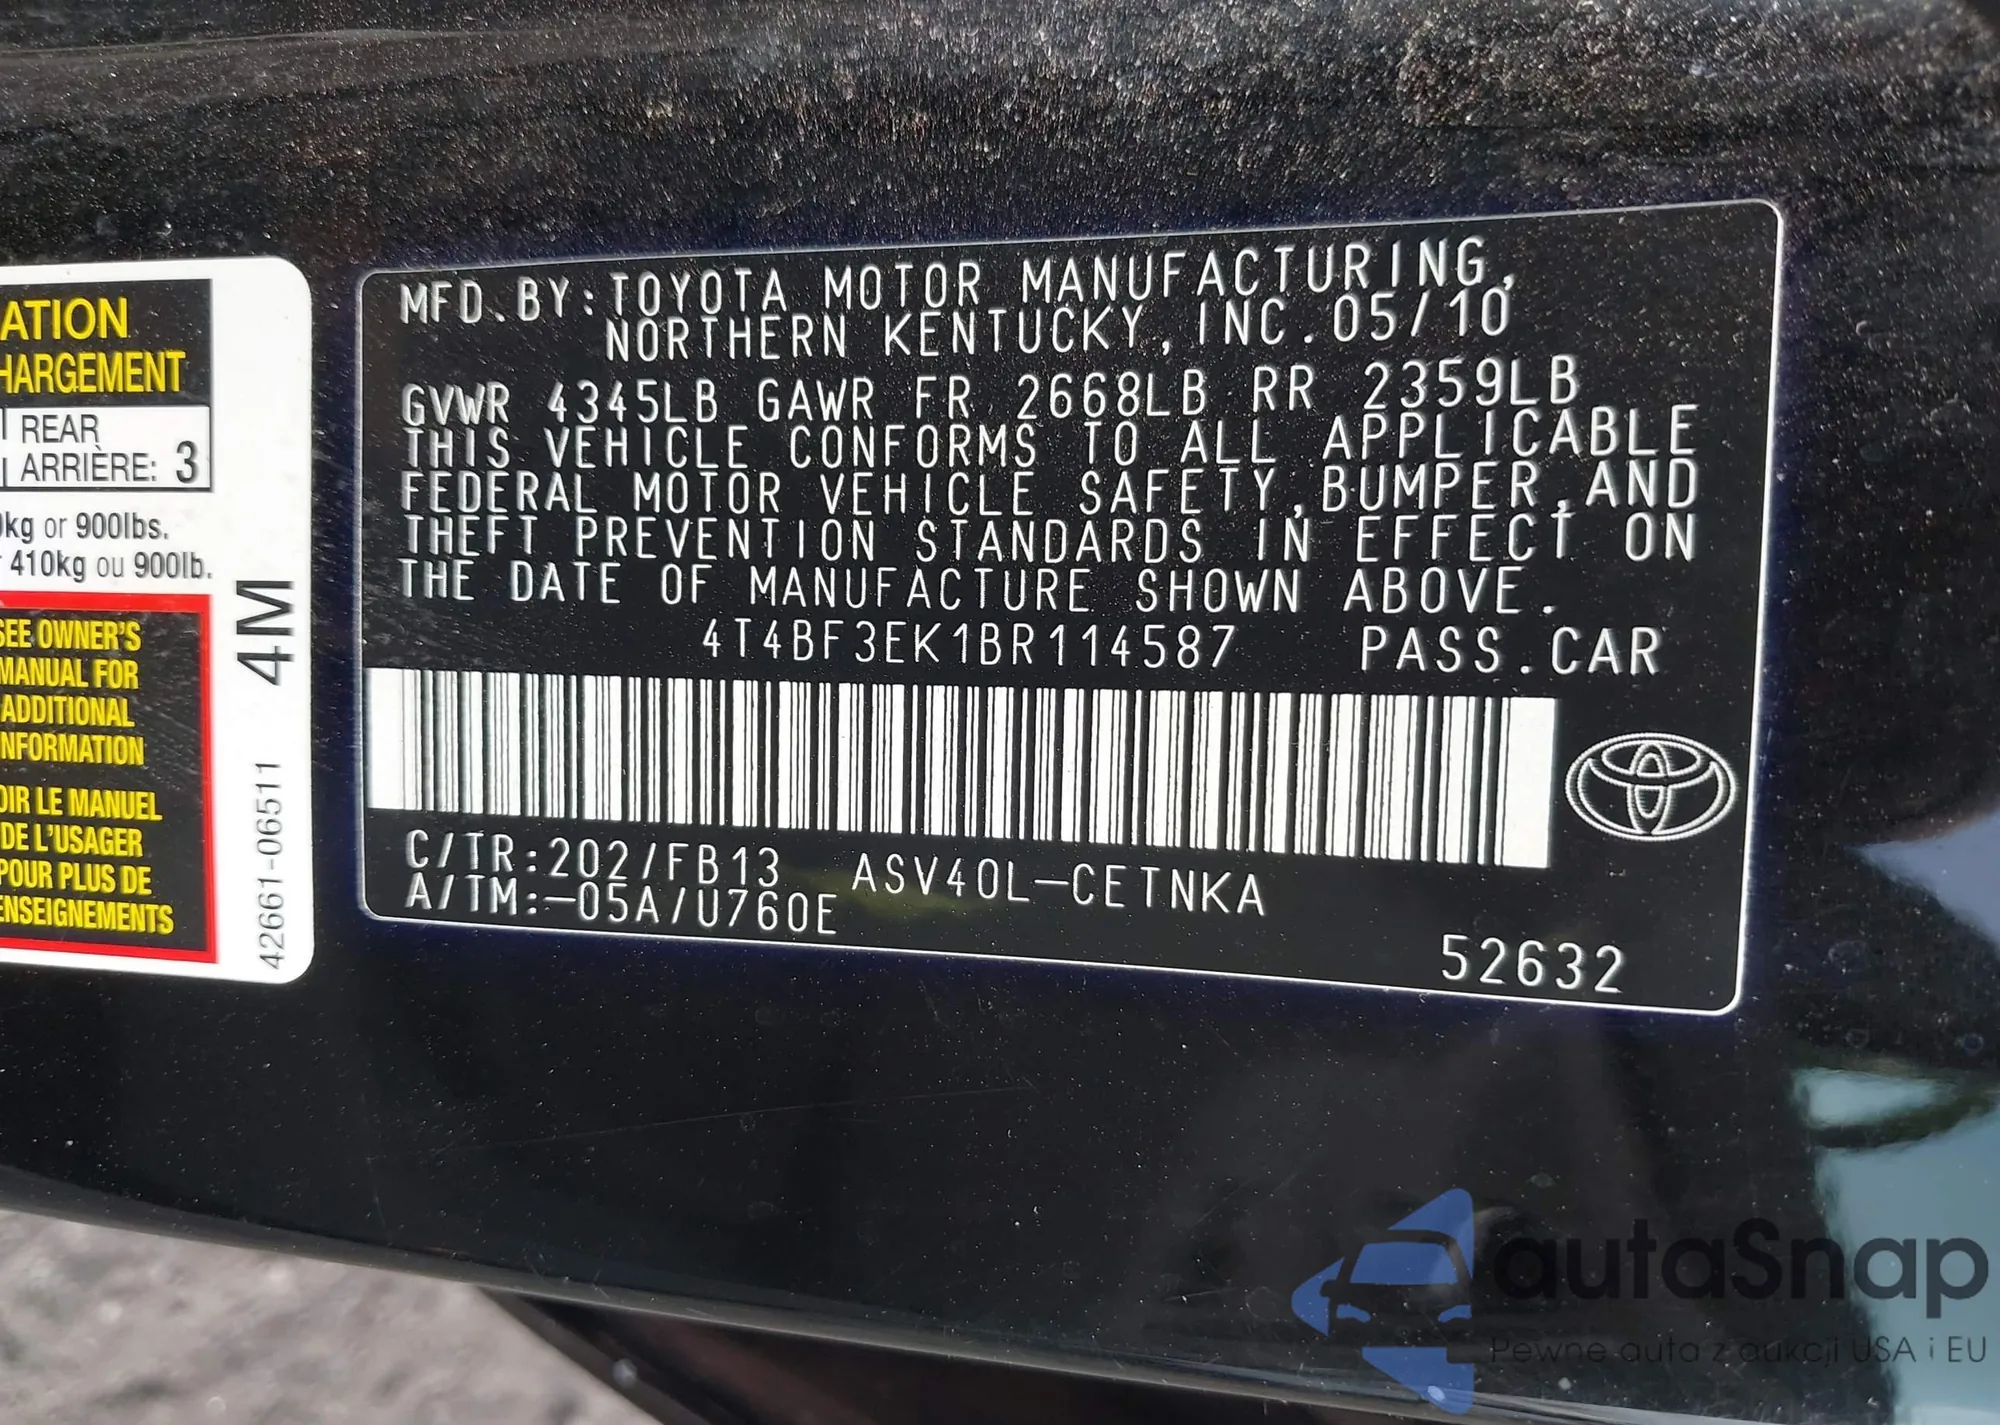 ATION
HARGEMENT
REAR
ARRIÈRE: 3
kg or 900lbs.
410kg ou 900lb.
SEE OWNER'S
MANUAL FOR
ADDITIONAL
NFORMATION
OIR LE MANUEL
DE L'USAGER
POUR PLUS DE
ENSEIGNEMENTS
42661-06511 4M
MFD.BY:TOYOTA MOTOR MANUFACTURING,
NORTHERN KENTUCKY, INC.05/10
GVWR 4345LB GAWR FR 2668LB RR 2359LB
THIS VEHICLE CONFORMS TO ALL APPLICABLE
FEDERAL MOTOR VEHICLE SAFETY,BUMPER,AND
THEFT PREVENTION STANDARDS IN EFFECT ON
THE DATE OF MANUFACTURE SHOWN ABOVE.
4T4BF3EK1BR114587 PASS.CAR
C/TR:202/FB13 ASV40L-CETNKA
A/TM:-05A/U760E
52632
autaSnap
Pewne auta z aukcji USA i EU